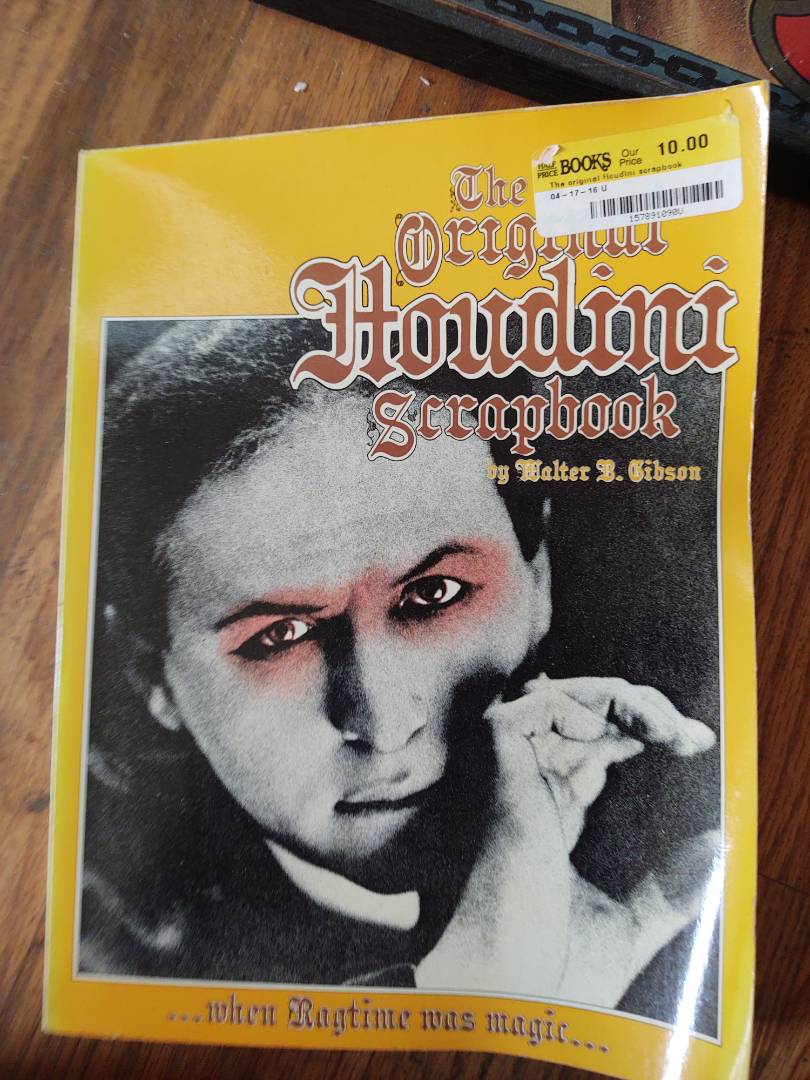 HALF PRICE BOOKS Our Price 10.00
The original Houdini scrapbook
04-17-16 U
157891090U
The
Original
Houdini
Scrapbook
by Walter B. Gibson
...when Ragtime was magic...